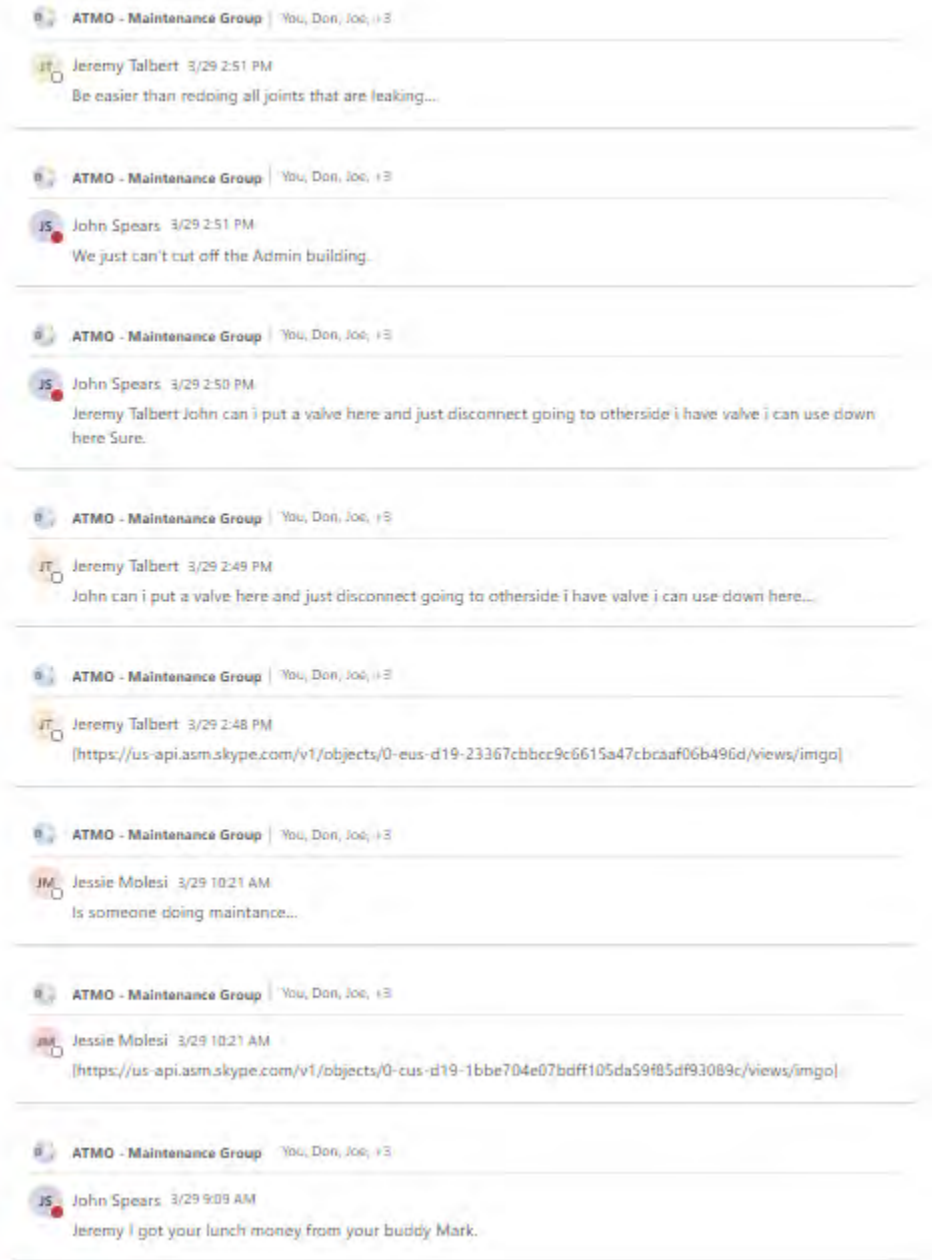 ATMO - Maintenance Group | You, Don, Joe, +3
JT Jeremy Talbert 3/29 2:51 PM
Be easier than redoing all joints that are leaking...
ATMO - Maintenance Group | You, Don, Joe, +3
JS John Spears 3/29 2:51 PM
We just can't cut off the Admin building.
ATMO - Maintenance Group | You, Don, Joe, +3
JS John Spears 3/29 2:50 PM
Jeremy Talbert John can i put a valve here and just disconnect going to otherside i have valve i can use down
here Sure.
ATMO - Maintenance Group | You, Don, Joe, +3
JT Jeremy Talbert 3/29 2:49 PM
John can i put a valve here and just disconnect going to otherside i have valve i can use down here...
ATMO - Maintenance Group | You, Don, Joe, +3
JT Jeremy Talbert 3/29 2:48 PM
[https://us-api.asm.skype.com/v1/objects/0-eus-d19-23367cbbcc9c6615a47cbcaaf06b496d/views/imgo]
ATMO - Maintenance Group | You, Don, Joe, +3
JM Jessie Molesi 3/29 10:21 AM
Is someone doing maintance...
ATMO - Maintenance Group | You, Don, Joe, +3
JM Jessie Molesi 3/29 10:21 AM
[https://us-api.asm.skype.com/v1/objects/0-cus-d19-1bbe704e07bdff105da59f85df93089c/views/imgo]
ATMO - Maintenance Group You, Don, Joe, +3
JS John Spears 3/29 9:09 AM
Jeremy I got your lunch money from your buddy Mark.